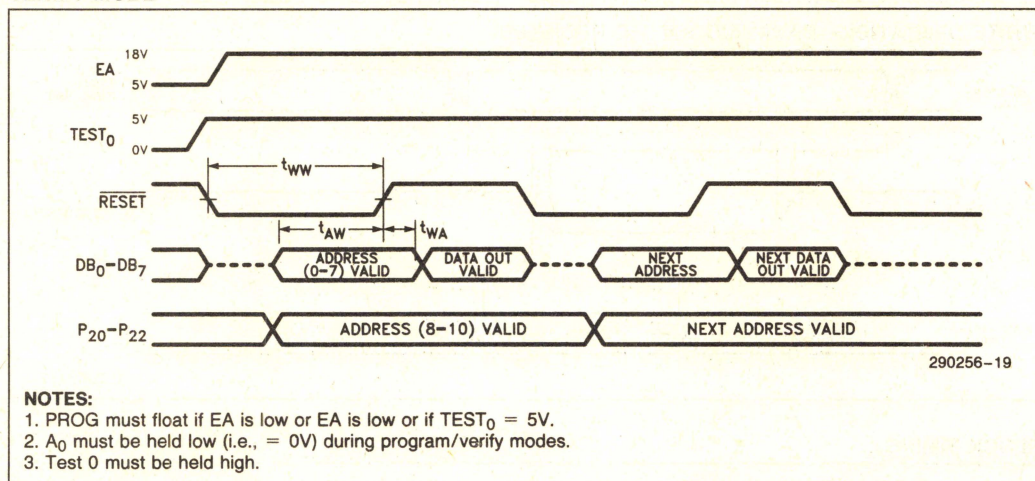 18V
EA
5V
5V
TEST0
0V
tWW
RESET
tAW
tWA
DB0–DB7
ADDRESS
(0–7) VALID
DATA OUT
VALID
NEXT
ADDRESS
NEXT DATA
OUT VALID
P20–P22
ADDRESS (8–10) VALID
NEXT ADDRESS VALID
290256–19
NOTES:
1. PROG must float if EA is low or EA is low or if TEST0 = 5V.
2. A0 must be held low (i.e., = 0V) during program/verify modes.
3. Test 0 must be held high.